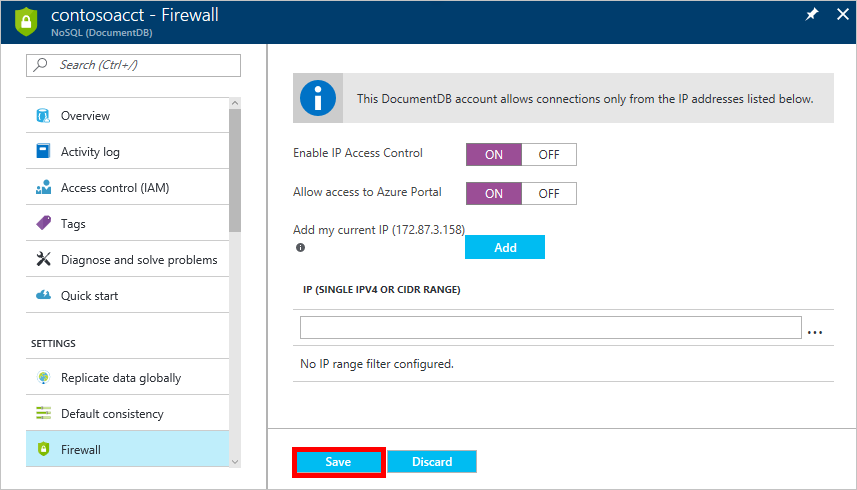 contosoacct - Firewall
NoSQL (DocumentDB)
Search (Ctrl+/)
Overview
Activity log
Access control (IAM)
Tags
Diagnose and solve problems
Quick start
SETTINGS
Replicate data globally
Default consistency
Firewall
This DocumentDB account allows connections only from the IP addresses listed below.
Enable IP Access Control ON OFF
Allow access to Azure Portal ON OFF
Add my current IP (172.87.3.158)
Add
IP (SINGLE IPV4 OR CIDR RANGE)
...
No IP range filter configured.
Save Discard